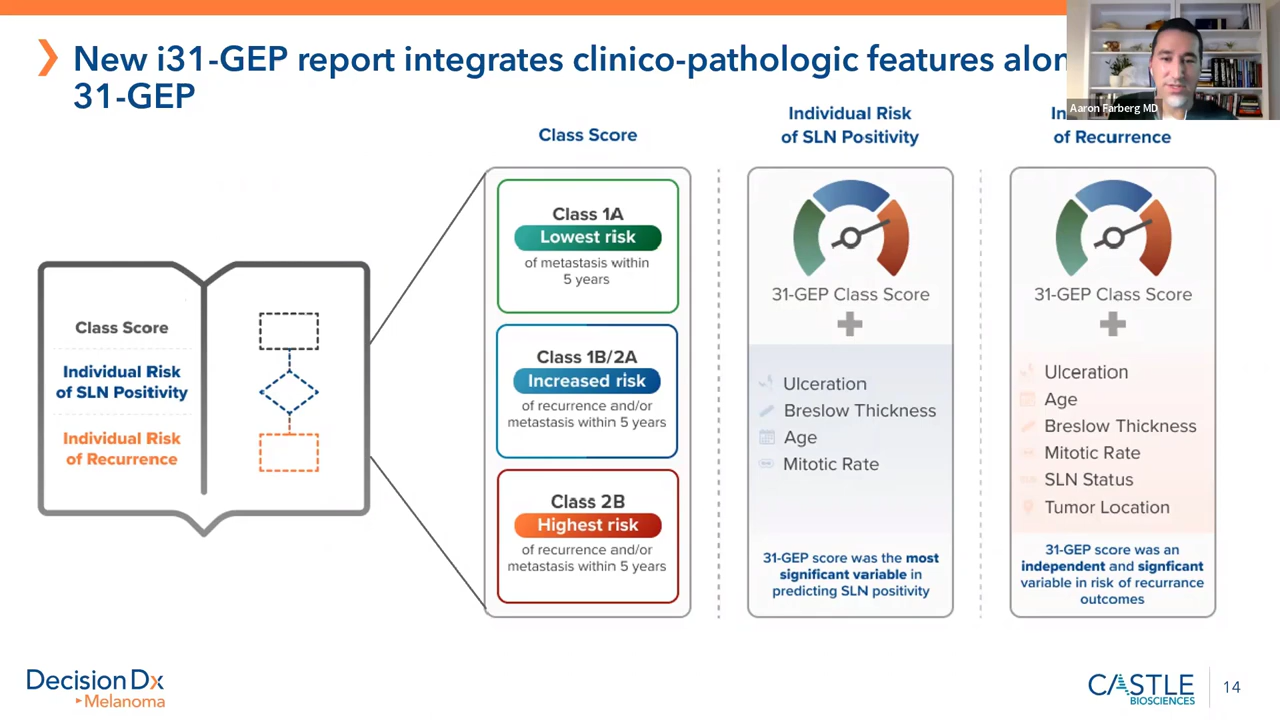 New i31-GEP report integrates clinico-pathologic features
31-GEP
Aaron Farberg MD
Class Score
Individual Risk
of SLN Positivity
Individual Risk
of Recurrence
Class Score
Class 1A
Lowest risk
of metastasis within
5 years
Class 1B/2A
Increased risk
of recurrence and/or
metastasis within 5 years
Class 2B
Highest risk
of recurrence and/or
metastasis within 5 years
Individual Risk
of SLN Positivity
31-GEP Class Score
+
Ulceration
Breslow Thickness
Age
Mitotic Rate
31-GEP score was the most
significant variable in
predicting SLN positivity
of Recurrence
31-GEP Class Score
+
Ulceration
Age
Breslow Thickness
Mitotic Rate
SLN Status
Tumor Location
31-GEP score was an
independent and signficant
variable in risk of recurrance
outcomes
DecisionDx
Melanoma
CASTLE
BIOSCIENCES
14